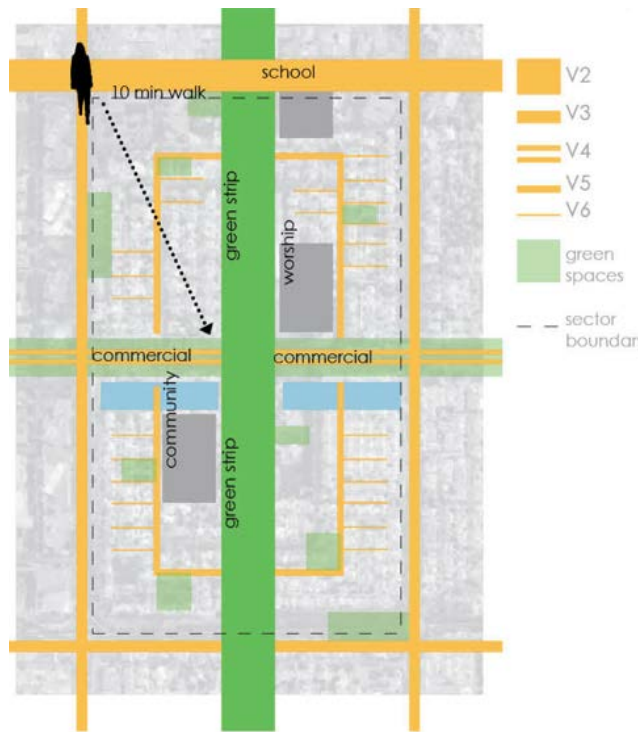 school
10 min walk
green strip
worship
commercial
commercial
community
green strip
V2
V3
V4
V5
V6
green
spaces
sector
boundar